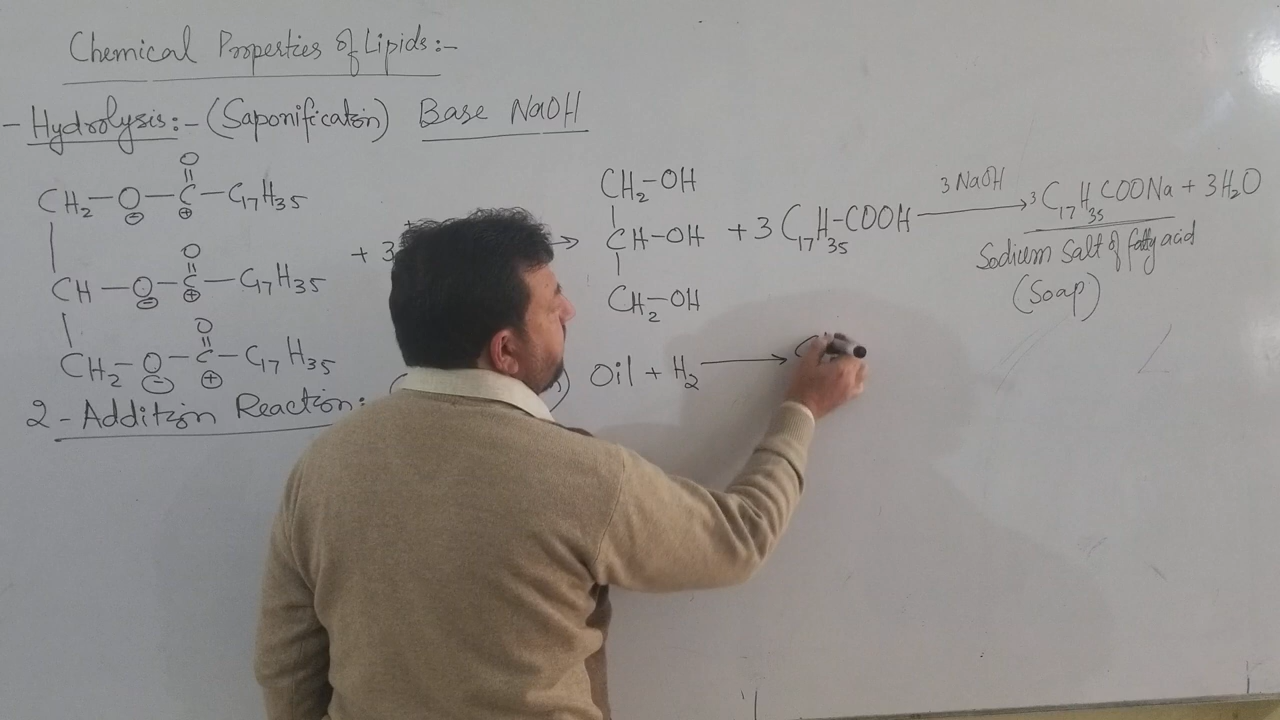 Chemical Properties of Lipids:-
- Hydrolysis:- (Saponification) Base NaOH
O
CH2-O-C-C17H35
O
CH-O-C-C17H35
O
CH2-O-C-C17H35
+ 3
→
CH2-OH
CH-OH
CH2-OH
+ 3 C17H35-COOH
3 NaOH
→ 3 C17H35COONa + 3H2O
Sodium Salt of fatty acid
(Soap)
2 - Addition Reaction:
Oil + H2 →